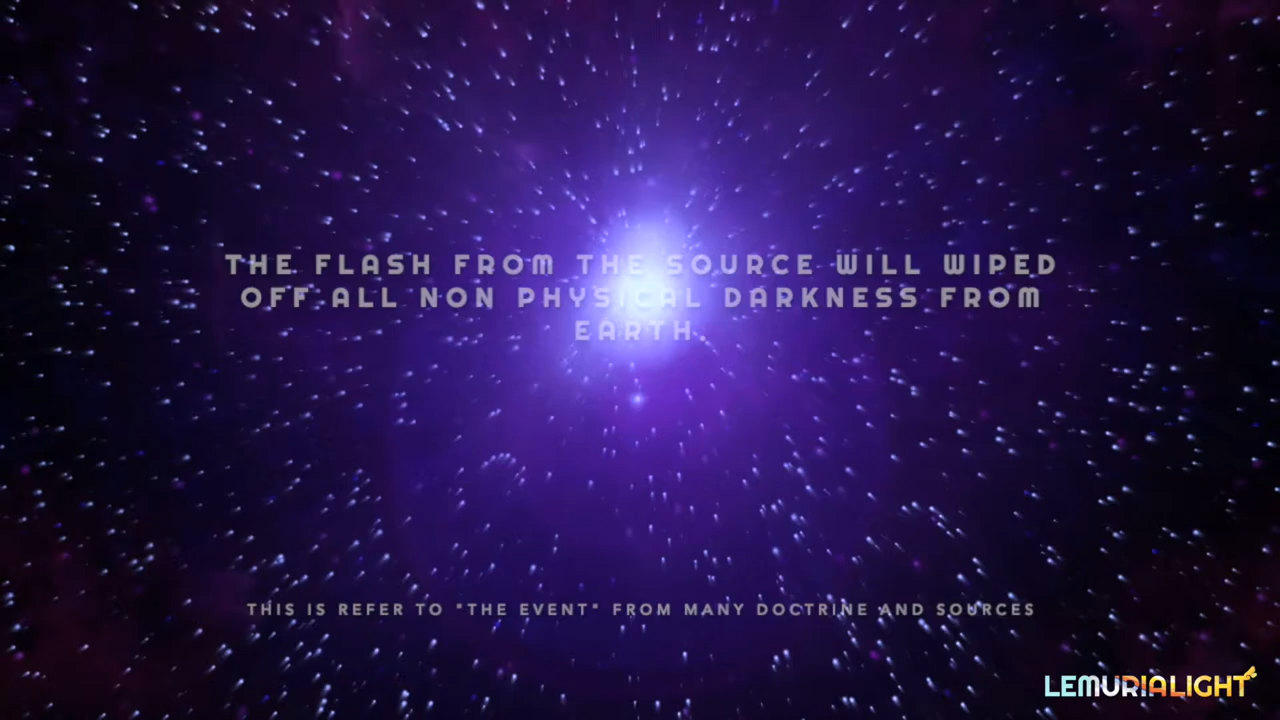 THE FLASH FROM THE SOURCE WILL WIPED
OFF ALL NON PHYSICAL DARKNESS FROM
EARTH.
THIS IS REFER TO "THE EVENT" FROM MANY DOCTRINE AND SOURCES
LEMURIALIGHT